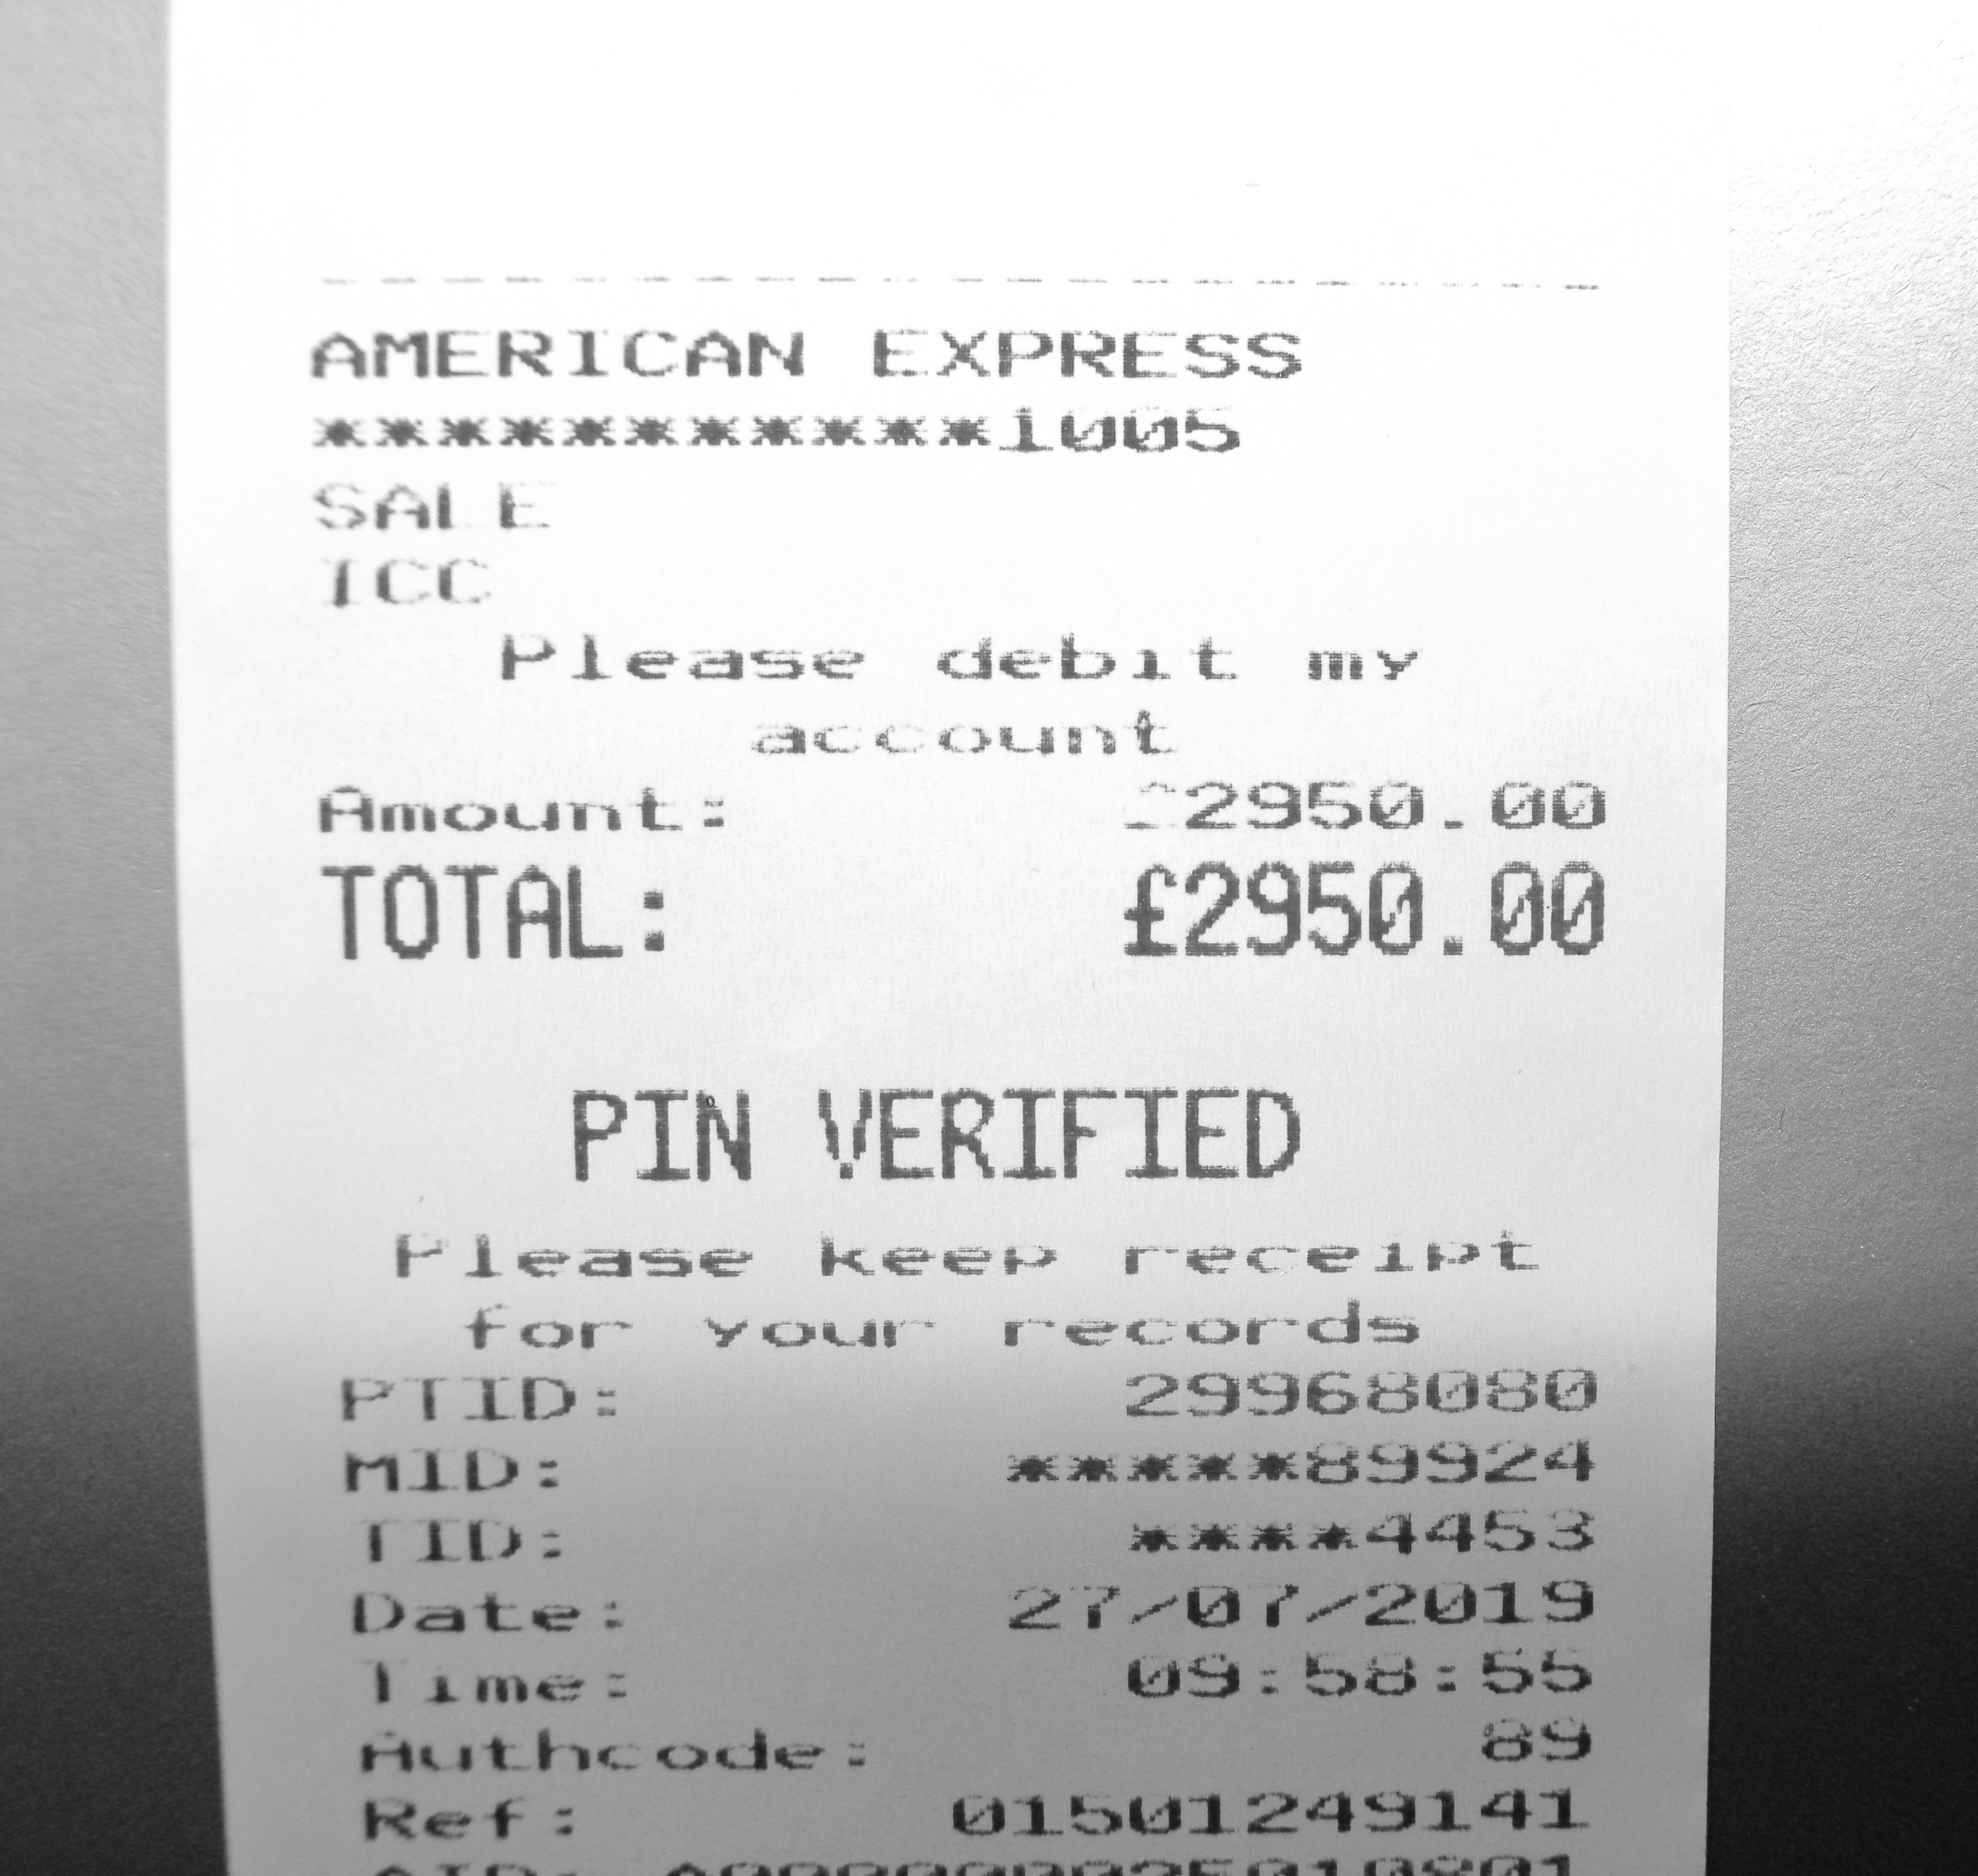 AMERICAN EXPRESS
***********1005
SALE
ICC
Please debit my
account
Amount: £2950.00
TOTAL: £2950.00
PIN VERIFIED
Please keep receipt
for your records
PTID: 29968080
MID: *****89924
TID: ****4453
Date: 27/07/2019
Time: 09:58:55
Authcode: 89
Ref: 01501249141
AID: